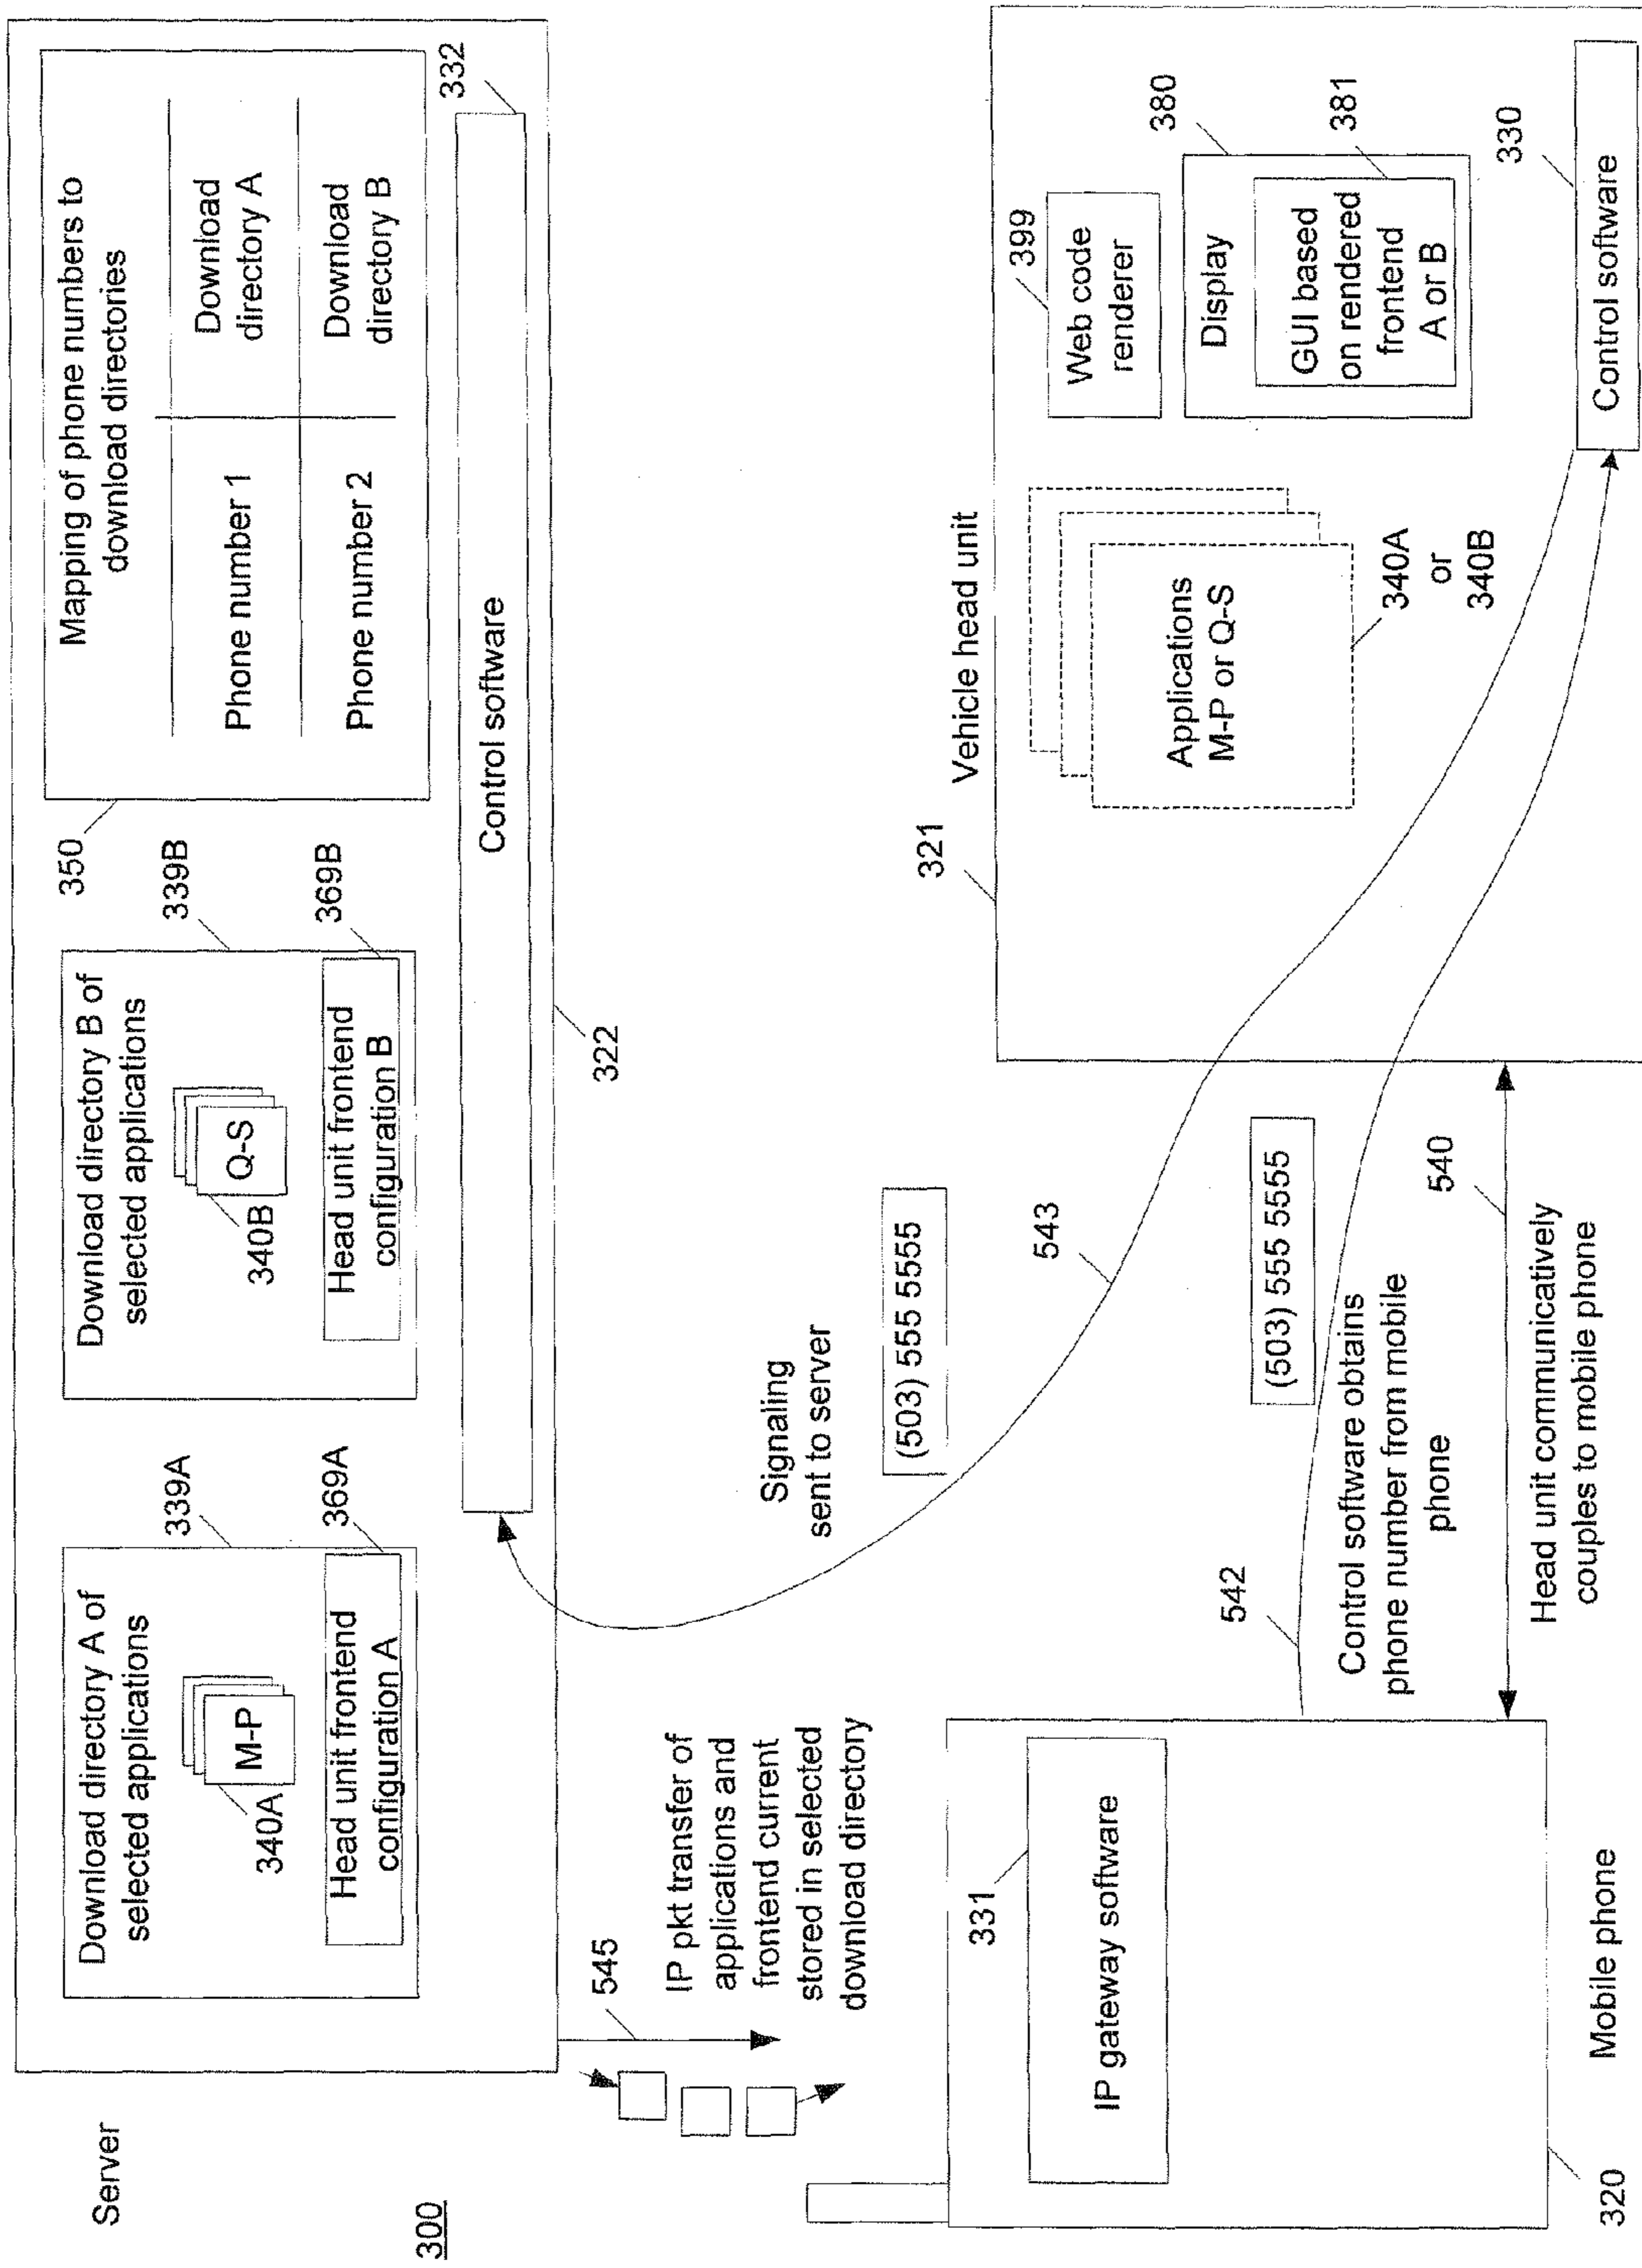 Server
300
Download directory A of
selected applications
339A
M-P
340A
Head unit frontend
configuration A
369A
Download directory B of
selected applications
339B
Q-S
340B
Head unit frontend
configuration B
369B
350
Mapping of phone numbers to
download directories
Phone number 1
Download
directory A
Phone number 2
Download
directory B
Control software
332
322
545
IP pkt transfer of
applications and
frontend current
stored in selected
download directory
Signaling
sent to server
(503) 555 5555
543
331
IP gateway software
Mobile phone
320
542
Control software obtains
phone number from mobile
phone
(503) 555 5555
540
Head unit communicatively
couples to mobile phone
321
Vehicle head unit
Applications
M-P or Q-S
340A
or
340B
399
Web code
renderer
380
Display
381
GUI based
on rendered
frontend
A or B
330
Control software